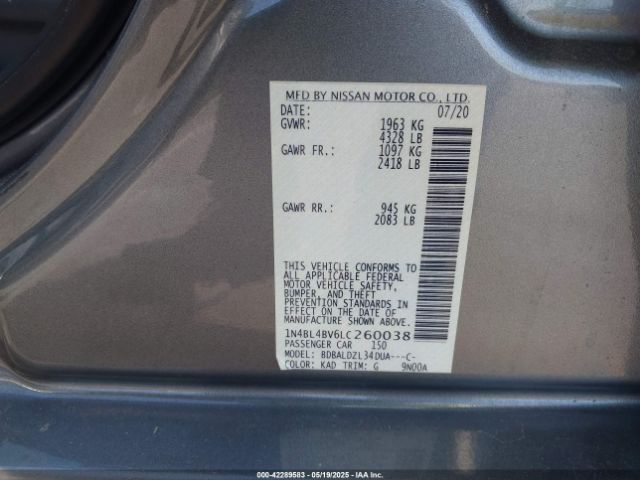 MFD BY NISSAN MOTOR CO., LTD.
DATE: 07/20
GVWR: 1963 KG
4328 LB
GAWR FR.: 1097 KG
2418 LB
GAWR RR.: 945 KG
2083 LB
THIS VEHICLE CONFORMS TO
ALL APPLICABLE FEDERAL
MOTOR VEHICLE SAFETY,
BUMPER, AND THEFT
PREVENTION STANDARDS IN
EFFECT ON THE DATE OF
MANUFACTURE SHOWN ABOVE.
1N4BL4BV6LC260038
PASSENGER CAR 150
MODEL: BDBALDZL34DUA---C-
COLOR: KAD TRIM: G 9N00A
000-42289583 - 05/19/2025 - IAAI, Inc.